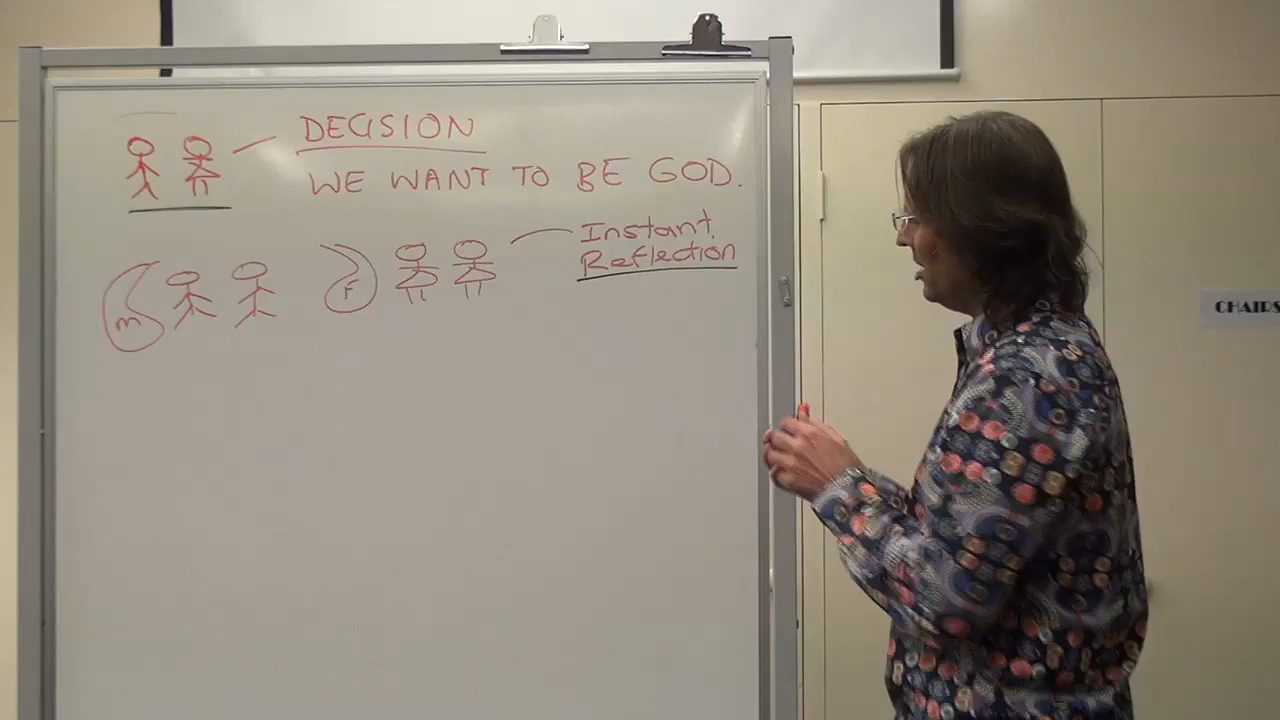 DECISION
WE WANT TO BE GOD.
Instant
Reflection
m
F
CHAIRS